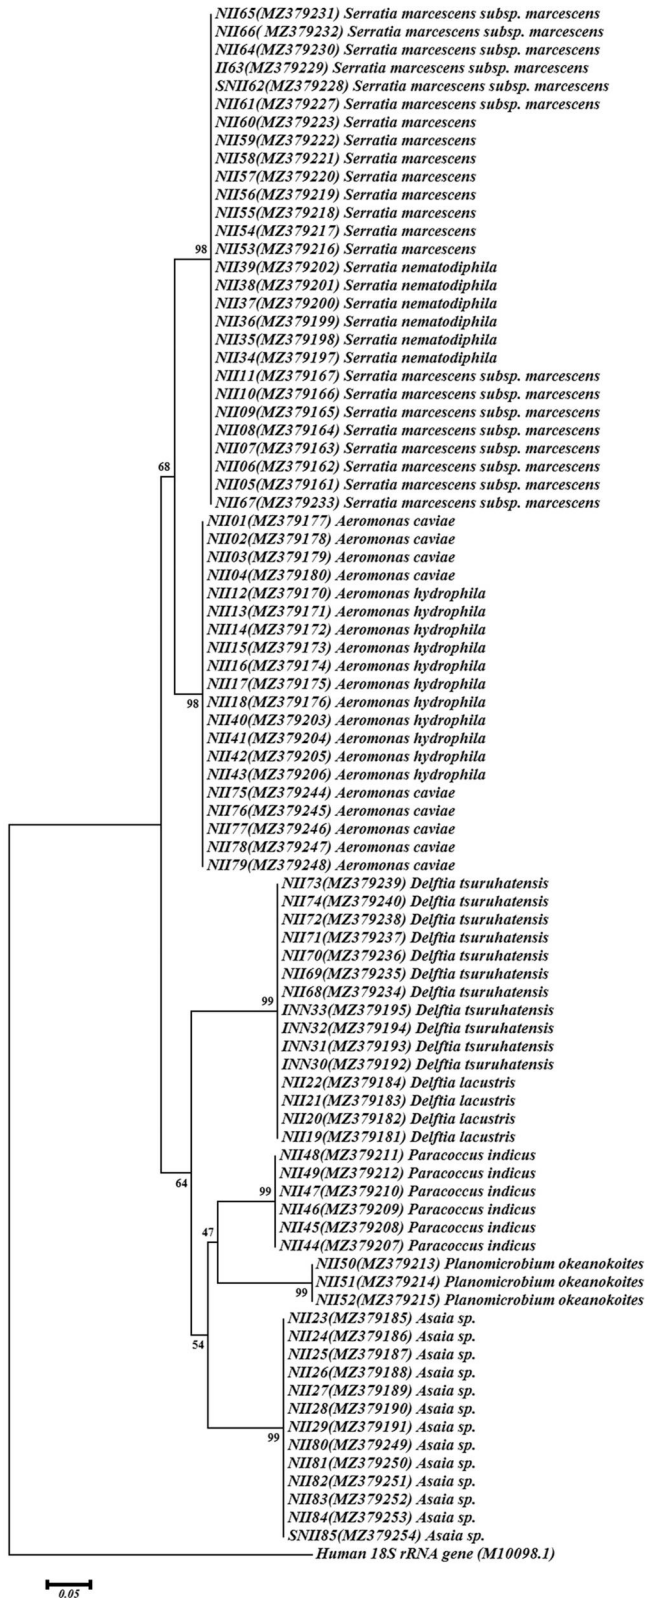 NII65(MZ379231) Serratia marcescens subsp. marcescens
NII66( MZ379232) Serratia marcescens subsp. marcescens
NII64(MZ379230) Serratia marcescens subsp. marcescens
II63(MZ379229) Serratia marcescens subsp. marcescens
SNII62(MZ379228) Serratia marcescens subsp. marcescens
NII61(MZ379227) Serratia marcescens subsp. marcescens
NII60(MZ379223) Serratia marcescens
NII59(MZ379222) Serratia marcescens
NII58(MZ379221) Serratia marcescens
NII57(MZ379220) Serratia marcescens
NII56(MZ379219) Serratia marcescens
NII55(MZ379218) Serratia marcescens
NII54(MZ379217) Serratia marcescens
NII53(MZ379216) Serratia marcescens
98
NII39(MZ379202) Serratia nematodiphila
NII38(MZ379201) Serratia nematodiphila
NII37(MZ379200) Serratia nematodiphila
NII36(MZ379199) Serratia nematodiphila
NII35(MZ379198) Serratia nematodiphila
NII34(MZ379197) Serratia nematodiphila
NII11(MZ379167) Serratia marcescens subsp. marcescens
NII10(MZ379166) Serratia marcescens subsp. marcescens
NII09(MZ379165) Serratia marcescens subsp. marcescens
NII08(MZ379164) Serratia marcescens subsp. marcescens
NII07(MZ379163) Serratia marcescens subsp. marcescens
68
NII06(MZ379162) Serratia marcescens subsp. marcescens
NII05(MZ379161) Serratia marcescens subsp. marcescens
NII67(MZ379233) Serratia marcescens subsp. marcescens
NII01(MZ379177) Aeromonas caviae
NII02(MZ379178) Aeromonas caviae
NII03(MZ379179) Aeromonas caviae
NII04(MZ379180) Aeromonas caviae
NII12(MZ379170) Aeromonas hydrophila
NII13(MZ379171) Aeromonas hydrophila
NII14(MZ379172) Aeromonas hydrophila
NII15(MZ379173) Aeromonas hydrophila
NII16(MZ379174) Aeromonas hydrophila
NII17(MZ379175) Aeromonas hydrophila
NII18(MZ379176) Aeromonas hydrophila
98
NII40(MZ379203) Aeromonas hydrophila
NII41(MZ379204) Aeromonas hydrophila
NII42(MZ379205) Aeromonas hydrophila
NII43(MZ379206) Aeromonas hydrophila
NII75(MZ379244) Aeromonas caviae
NII76(MZ379245) Aeromonas caviae
NII77(MZ379246) Aeromonas caviae
NII78(MZ379247) Aeromonas caviae
NII79(MZ379248) Aeromonas caviae
NII73(MZ379239) Delftia tsuruhatensis
NII74(MZ379240) Delftia tsuruhatensis
NII72(MZ379238) Delftia tsuruhatensis
NII71(MZ379237) Delftia tsuruhatensis
NII70(MZ379236) Delftia tsuruhatensis
NII69(MZ379235) Delftia tsuruhatensis
NII68(MZ379234) Delftia tsuruhatensis
99
INN33(MZ379195) Delftia tsuruhatensis
INN32(MZ379194) Delftia tsuruhatensis
INN31(MZ379193) Delftia tsuruhatensis
INN30(MZ379192) Delftia tsuruhatensis
NII22(MZ379184) Delftia lacustris
NII21(MZ379183) Delftia lacustris
NII20(MZ379182) Delftia lacustris
NII19(MZ379181) Delftia lacustris
NII48(MZ379211) Paracoccus indicus
NII49(MZ379212) Paracoccus indicus
64
99
NII47(MZ379210) Paracoccus indicus
NII46(MZ379209) Paracoccus indicus
47
NII45(MZ379208) Paracoccus indicus
NII44(MZ379207) Paracoccus indicus
NII50(MZ379213) Planomicrobium okeanokoites
NII51(MZ379214) Planomicrobium okeanokoites
99
NII52(MZ379215) Planomicrobium okeanokoites
NII23(MZ379185) Asaia sp.
NII24(MZ379186) Asaia sp.
54
NII25(MZ379187) Asaia sp.
NII26(MZ379188) Asaia sp.
NII27(MZ379189) Asaia sp.
NII28(MZ379190) Asaia sp.
NII29(MZ379191) Asaia sp.
99
NII80(MZ379249) Asaia sp.
NII81(MZ379250) Asaia sp.
NII82(MZ379251) Asaia sp.
NII83(MZ379252) Asaia sp.
NII84(MZ379253) Asaia sp.
SNII85(MZ379254) Asaia sp.
Human 18S rRNA gene (M10098.1)
0.05